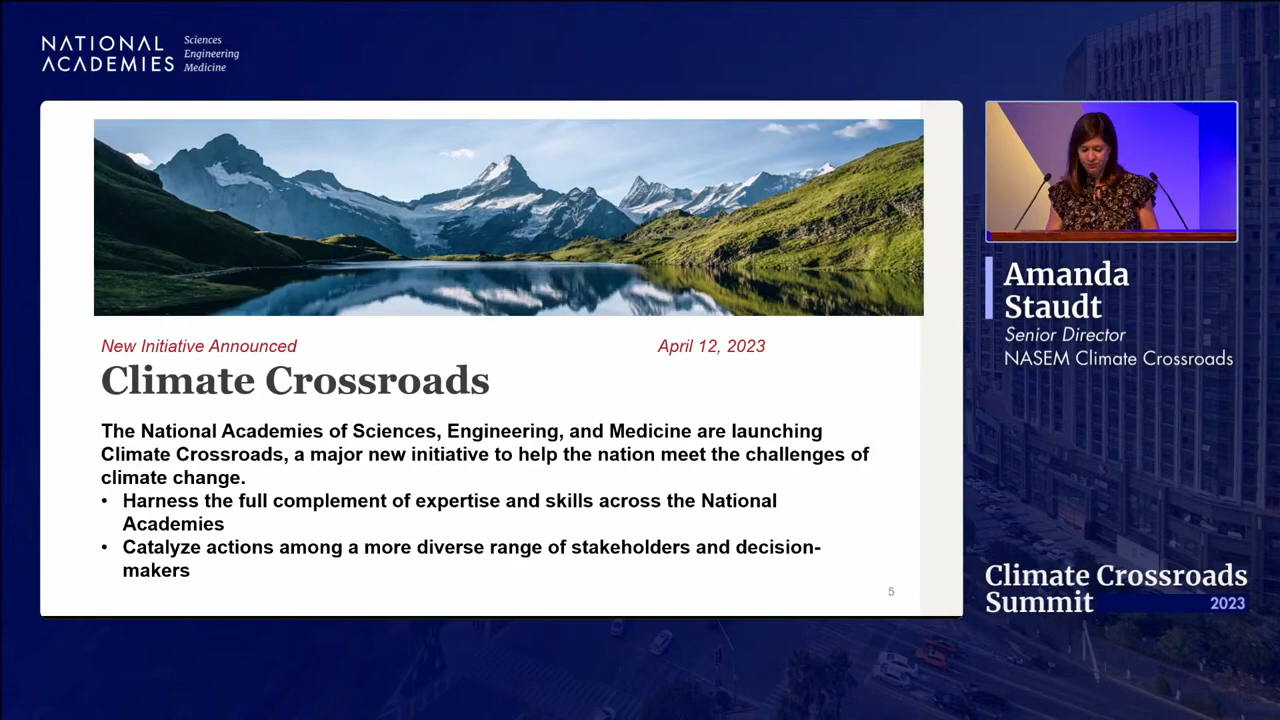 NATIONAL
ACADEMIES
Sciences
Engineering
Medicine
New Initiative Announced
April 12, 2023
Climate Crossroads
The National Academies of Sciences, Engineering, and Medicine are launching
Climate Crossroads, a major new initiative to help the nation meet the challenges of
climate change.
• Harness the full complement of expertise and skills across the National
Academies
• Catalyze actions among a more diverse range of stakeholders and decision-
makers
5
Amanda
Staudt
Senior Director
NASEM Climate Crossroads
Climate Crossroads
Summit
2023